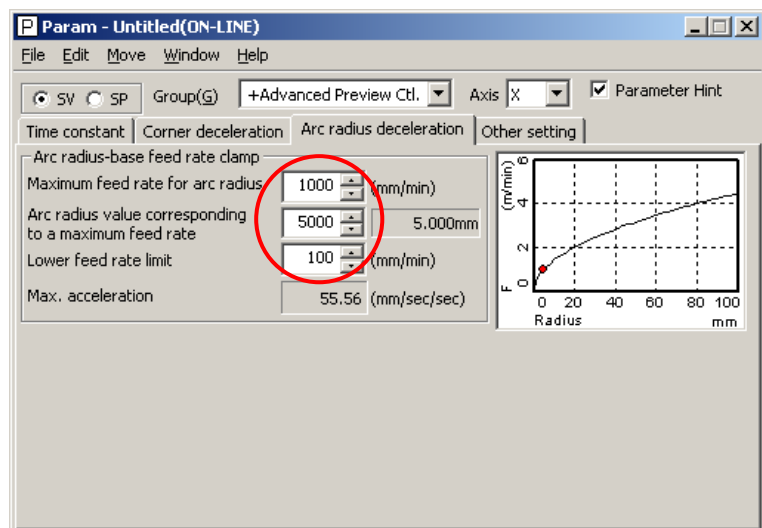 P Param - Untitled(ON-LINE)
File Edit Move Window Help
SV SP Group(G) +Advanced Preview Ctl. Axis X Parameter Hint
Time constant Corner deceleration Arc radius deceleration Other setting
Arc radius-base feed rate clamp
Maximum feed rate for arc radius 1000 (mm/min)
Arc radius value corresponding
to a maximum feed rate 5000 5.000mm
Lower feed rate limit 100 (mm/min)
Max. acceleration 55.56 (mm/sec/sec)
F (m/min)
6
4
2
0
0 20 40 60 80 100
Radius mm